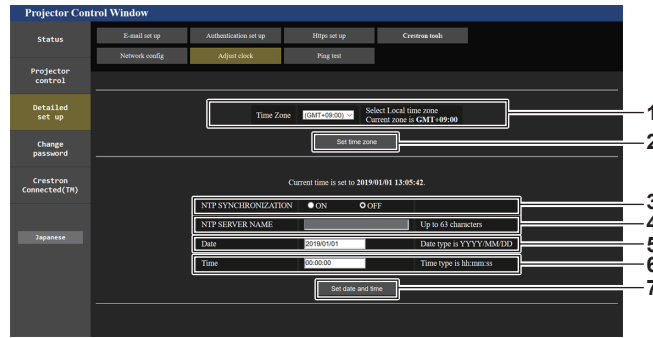 Projector Control Window
Status
E-mail set up
Authentication set up
Https set up
Crestron tools
Network config
Adjust clock
Ping test
Projector
control
Detailed
set up
Change
password
Crestron
Connected(TM)
Japanese
Time Zone
(GMT+09:00)
Select Local time zone
Current zone is GMT+09:00
1
Set time zone
2
Current time is set to 2019/01/01 13:05:42.
NTP SYNCHRONIZATION ON OFF
3
NTP SERVER NAME Up to 63 characters
4
Date 2019/01/01 Date type is YYYY/MM/DD
5
Time 00:00:00 Time type is hh:mm:ss
6
Set date and time
7